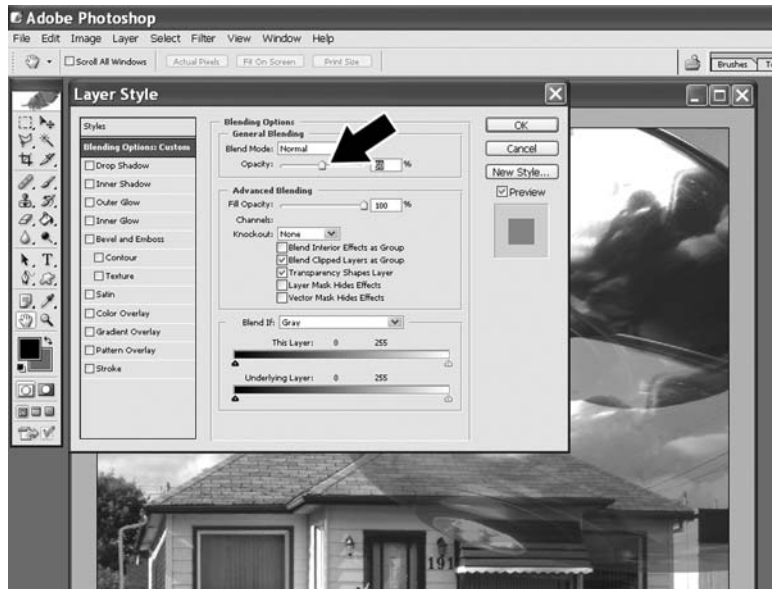 Adobe Photoshop
File Edit Image Layer Select Filter View Window Help
Scroll All Windows Actual Pixels Fit On Screen Print Size Brushes
Layer Style
Styles
Blending Options: Custom
Drop Shadow
Inner Shadow
Outer Glow
Inner Glow
Bevel and Emboss
Contour
Texture
Satin
Color Overlay
Gradient Overlay
Pattern Overlay
Stroke
Blending Options
General Blending
Blend Mode: Normal
Opacity: %
Advanced Blending
Fill Opacity: 100 %
Channels:
Knockout: None
Blend Interior Effects as Group
Blend Clipped Layers as Group
Transparency Shapes Layer
Layer Mask Hides Effects
Vector Mask Hides Effects
Blend If: Gray
This Layer: 0 255
Underlying Layer: 0 255
OK
Cancel
New Style...
Preview
191